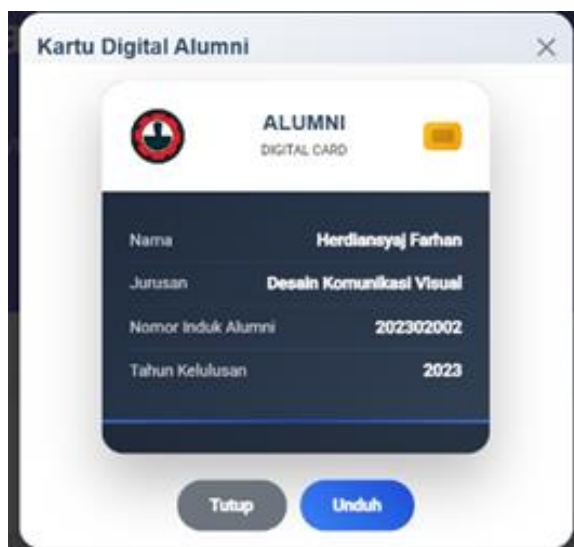 Kartu Digital Alumni
ALUMNI
DIGITAL CARD
Nama Herdiansyaj Farhan
Jurusan Desain Komunikasi Visual
Nomor Induk Alumni 202302002
Tahun Kelulusan 2023
Tutup Unduh